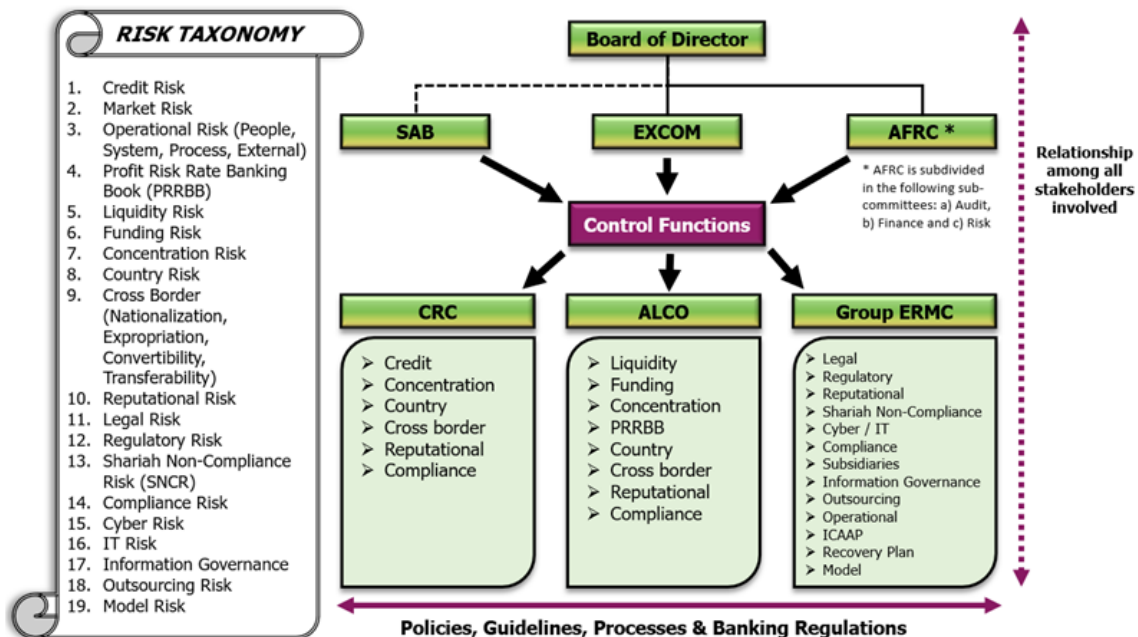 RISK TAXONOMY
1. Credit Risk
2. Market Risk
3. Operational Risk (People,
System, Process, External)
4. Profit Risk Rate Banking
Book (PRRBB)
5. Liquidity Risk
6. Funding Risk
7. Concentration Risk
8. Country Risk
9. Cross Border
(Nationalization,
Expropriation,
Convertibility,
Transferability)
10. Reputational Risk
11. Legal Risk
12. Regulatory Risk
13. Shariah Non-Compliance
Risk (SNCR)
14. Compliance Risk
15. Cyber Risk
16. IT Risk
17. Information Governance
18. Outsourcing Risk
19. Model Risk
Board of Director
SAB
EXCOM
AFRC *
* AFRC is subdivided
in the following sub-
committees: a) Audit,
b) Finance and c) Risk
Control Functions
CRC
➢ Credit
➢ Concentration
➢ Country
➢ Cross border
➢ Reputational
➢ Compliance
ALCO
➢ Liquidity
➢ Funding
➢ Concentration
➢ PRRBB
➢ Country
➢ Cross border
➢ Reputational
➢ Compliance
Group ERMC
➢ Legal
➢ Regulatory
➢ Reputational
➢ Shariah Non-Compliance
➢ Cyber / IT
➢ Compliance
➢ Subsidiaries
➢ Information Governance
➢ Outsourcing
➢ Operational
➢ ICAAP
➢ Recovery Plan
➢ Model
Relationship
among all
stakeholders
involved
Policies, Guidelines, Processes & Banking Regulations